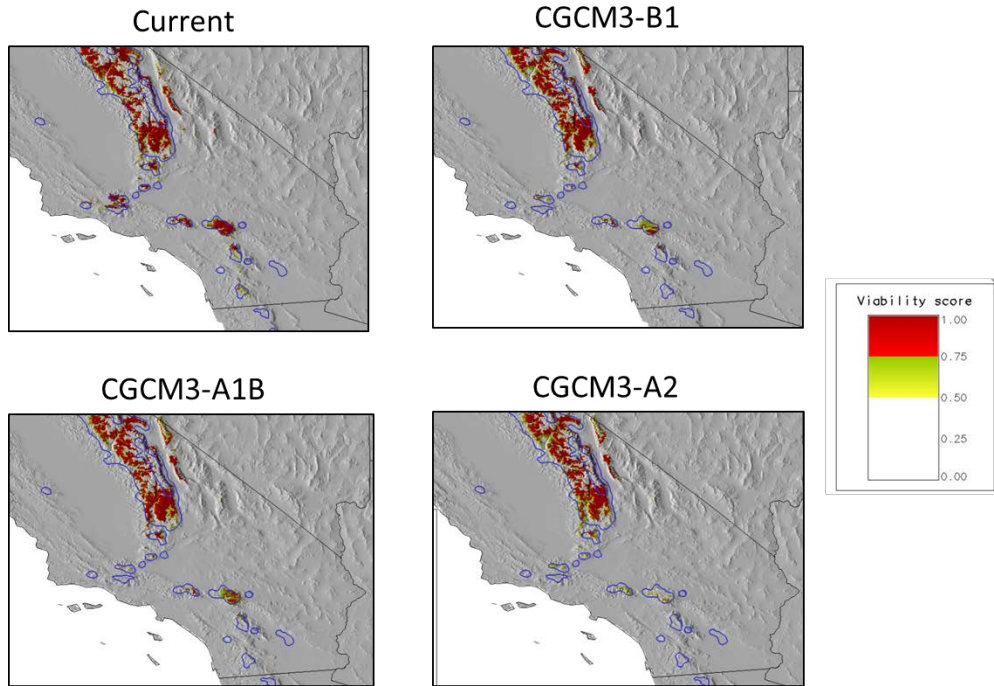 Current
CGCM3-B1
CGCM3-A1B
CGCM3-A2
Viability score
1.00
0.75
0.50
0.25
0.00